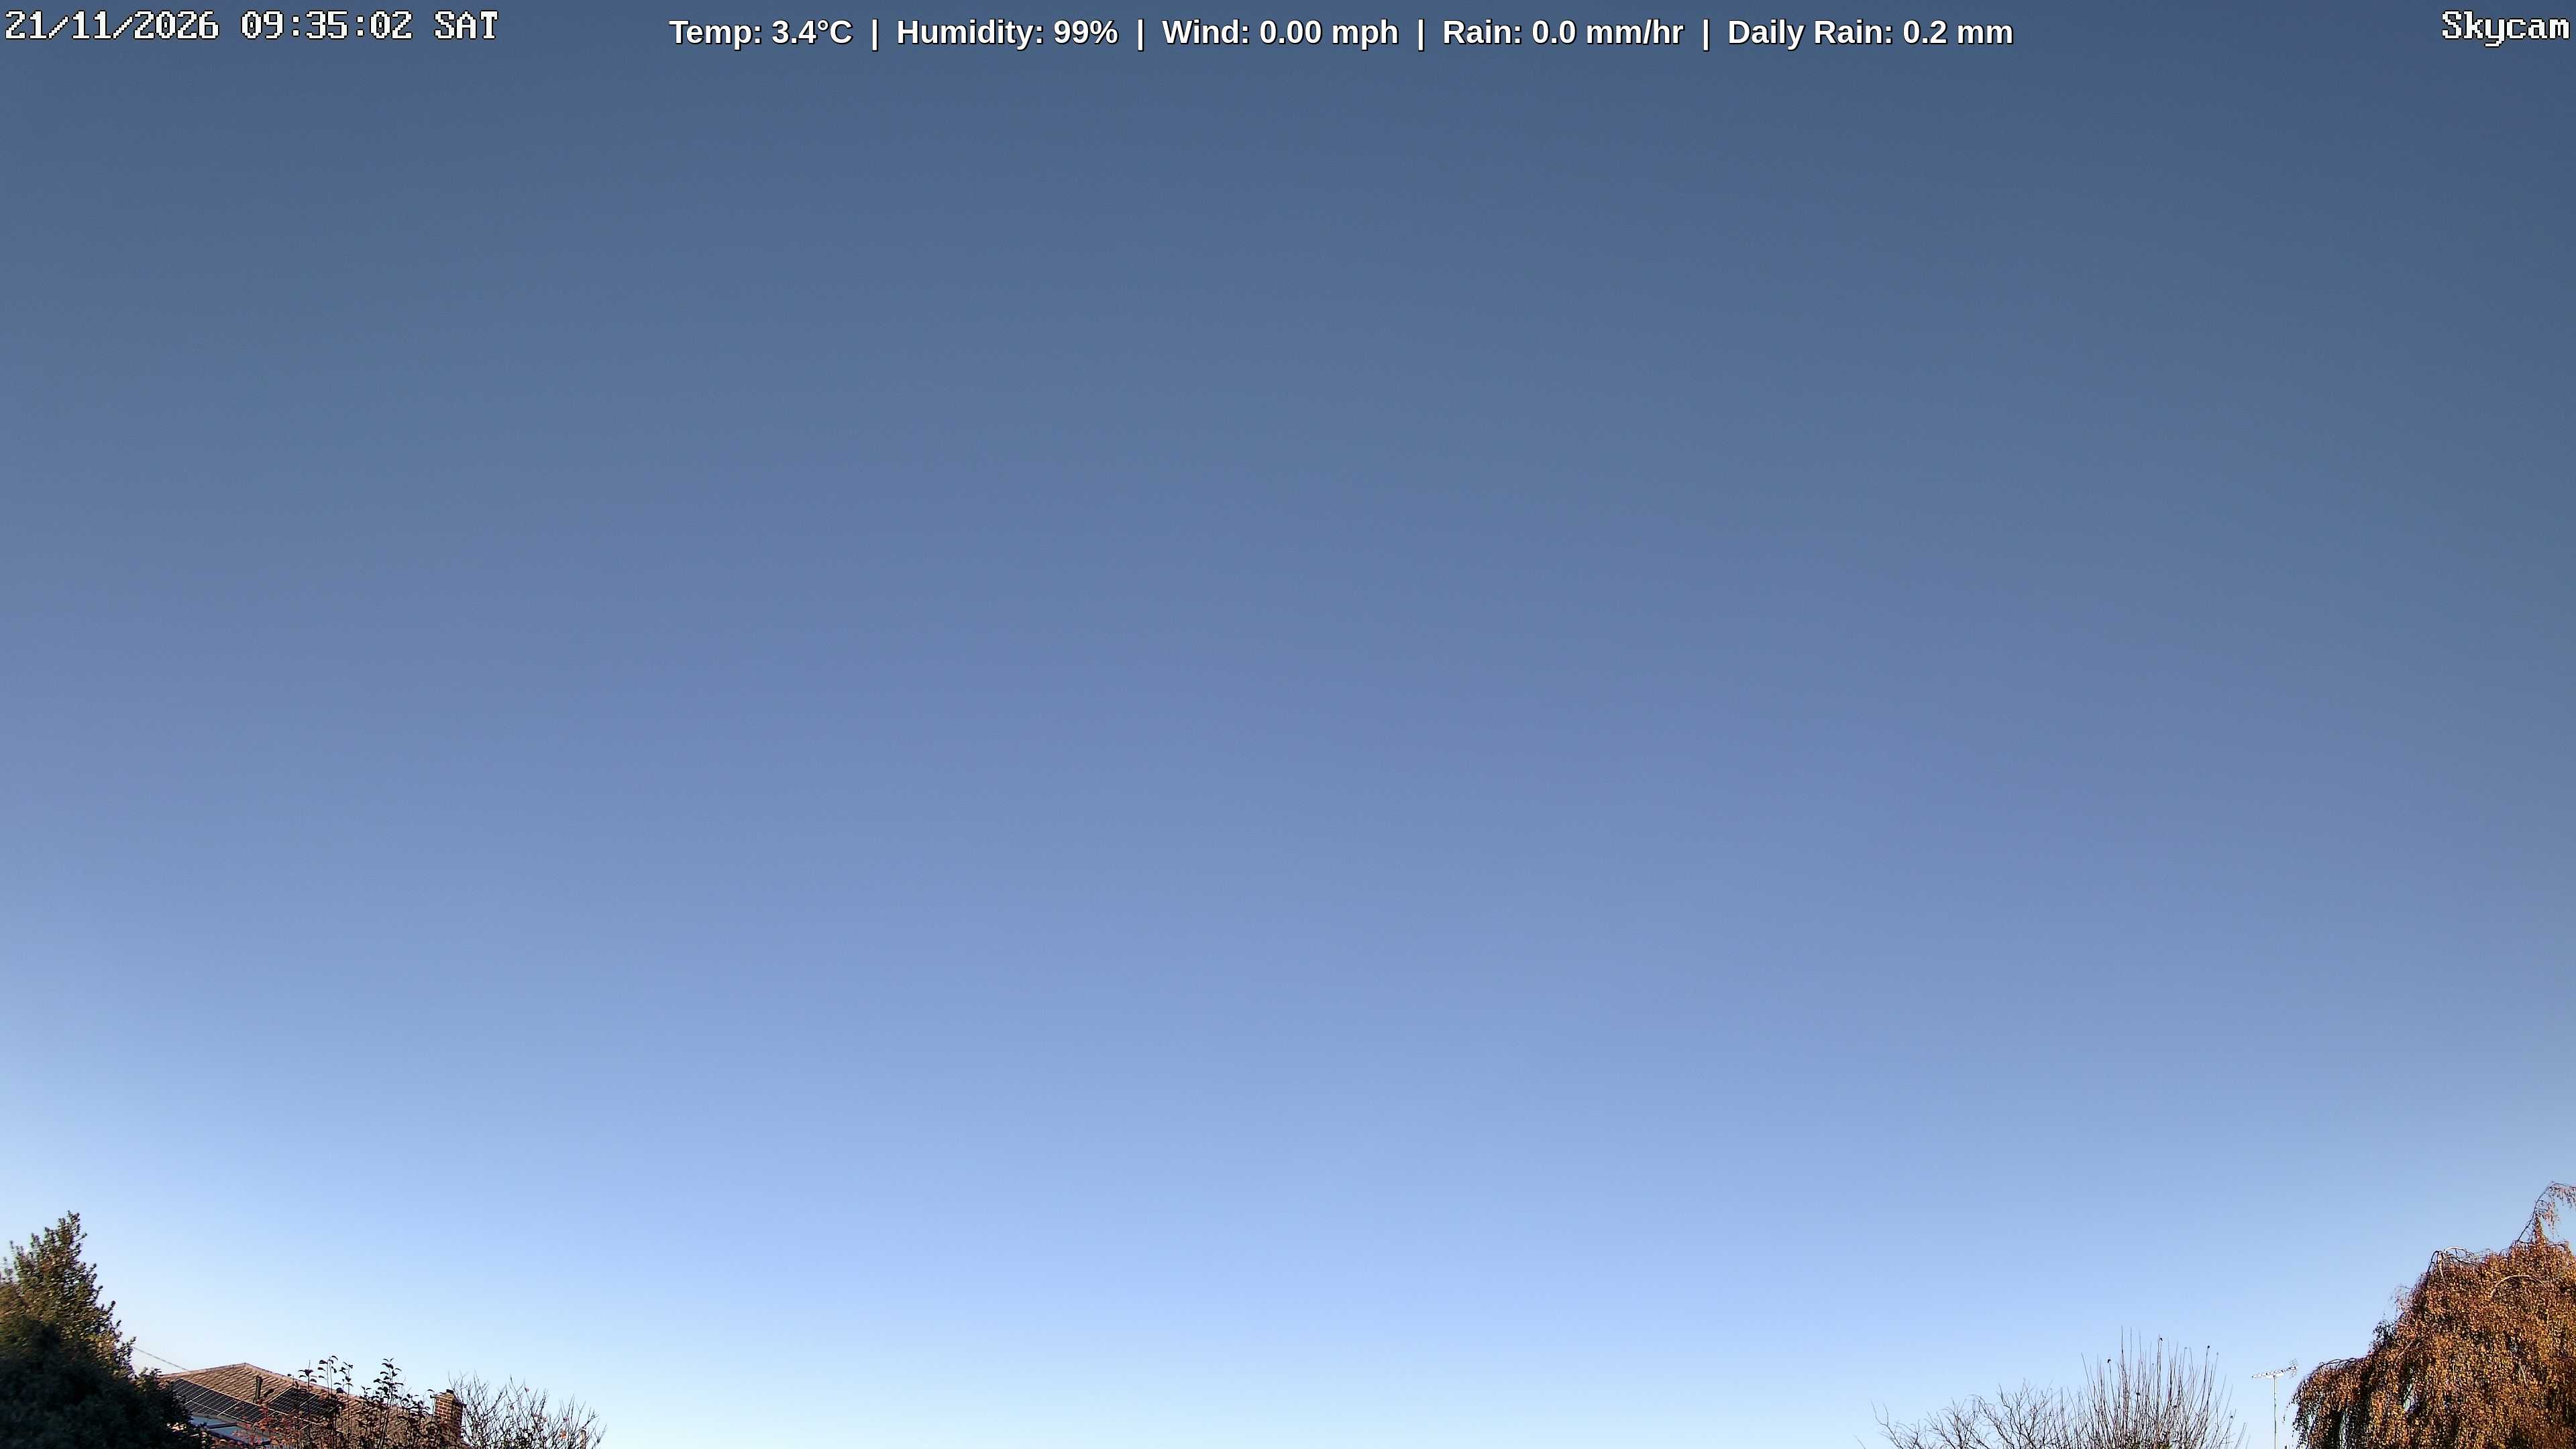 21/11/2026 09:35:02 SAT
Temp: 3.4°C | Humidity: 99% | Wind: 0.00 mph | Rain: 0.0 mm/hr | Daily Rain: 0.2 mm
Skycam